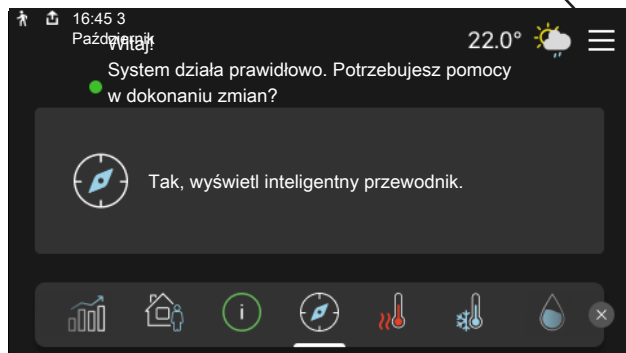 16:45 3
Październik
22.0°
Witaj!
System działa prawidłowo. Potrzebujesz pomocy
w dokonaniu zmian?
Tak, wyświetl inteligentny przewodnik.